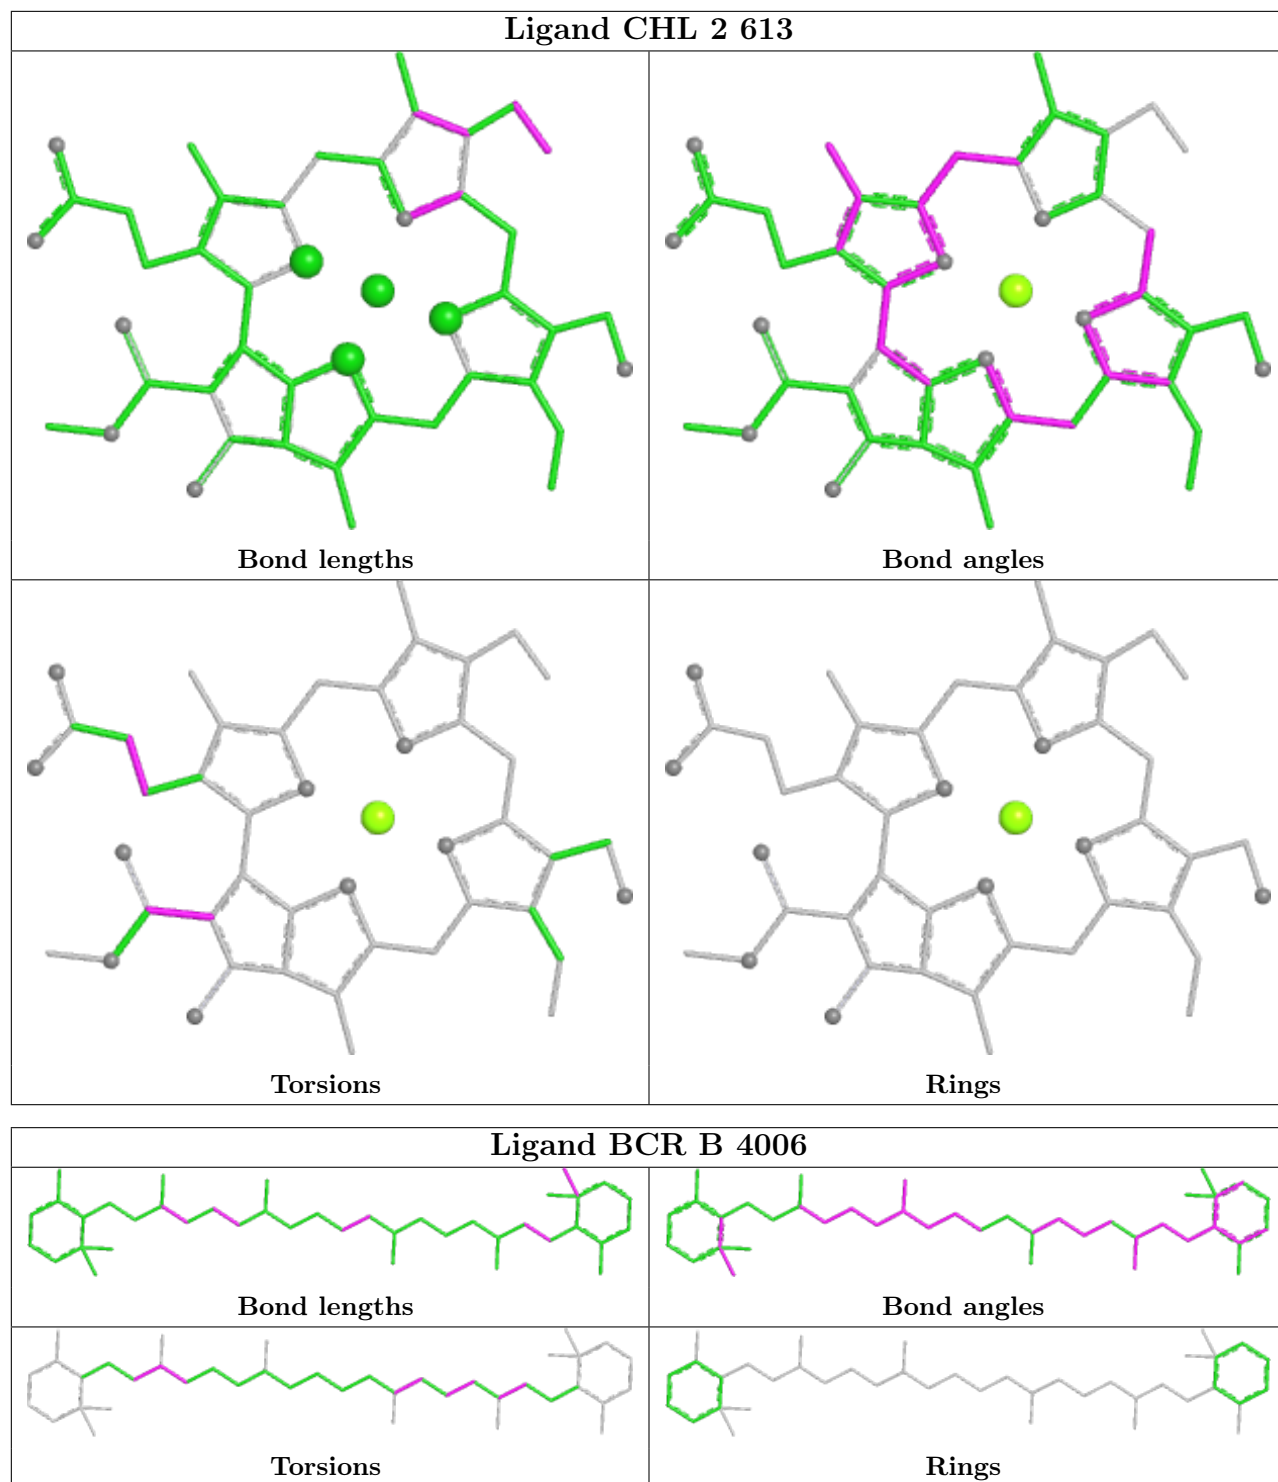 Ligand CHL 2 613
Bond lengths
Bond angles
Torsions
Rings
Ligand BCR B 4006
Bond lengths
Bond angles
Torsions
Rings